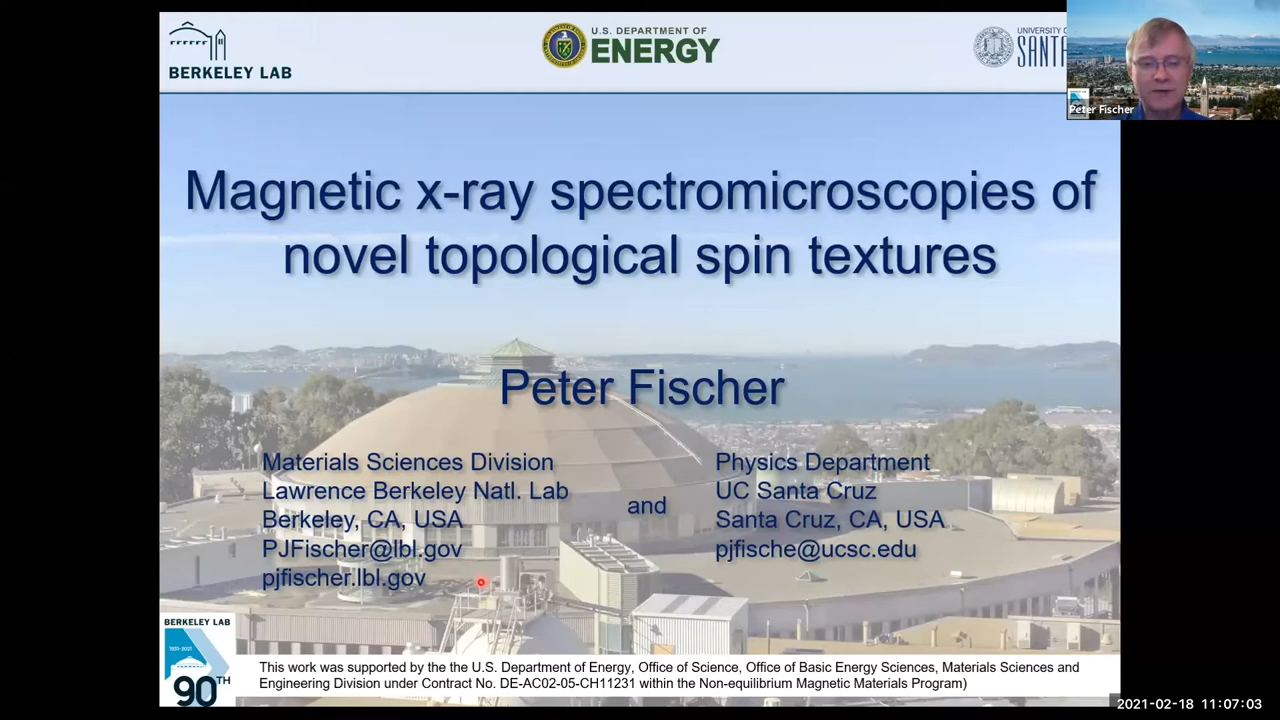 BERKELEY LAB
U.S. DEPARTMENT OF
ENERGY
UNIVERSITY
Peter Fischer
Magnetic x-ray spectromicroscopies of
novel topological spin textures
Peter Fischer
Materials Sciences Division
Lawrence Berkeley Natl. Lab
Berkeley, CA, USA
PJFischer@lbl.gov
pjfischer.lbl.gov
and
Physics Department
UC Santa Cruz
Santa Cruz, CA, USA
pjfische@ucsc.edu
BERKELEY LAB
1931-2021
90TH
This work was supported by the the U.S. Department of Energy, Office of Science, Office of Basic Energy Sciences, Materials Sciences and
Engineering Division under Contract No. DE-AC02-05-CH11231 within the Non-equilibrium Magnetic Materials Program)
2021-02-18 11:07:03